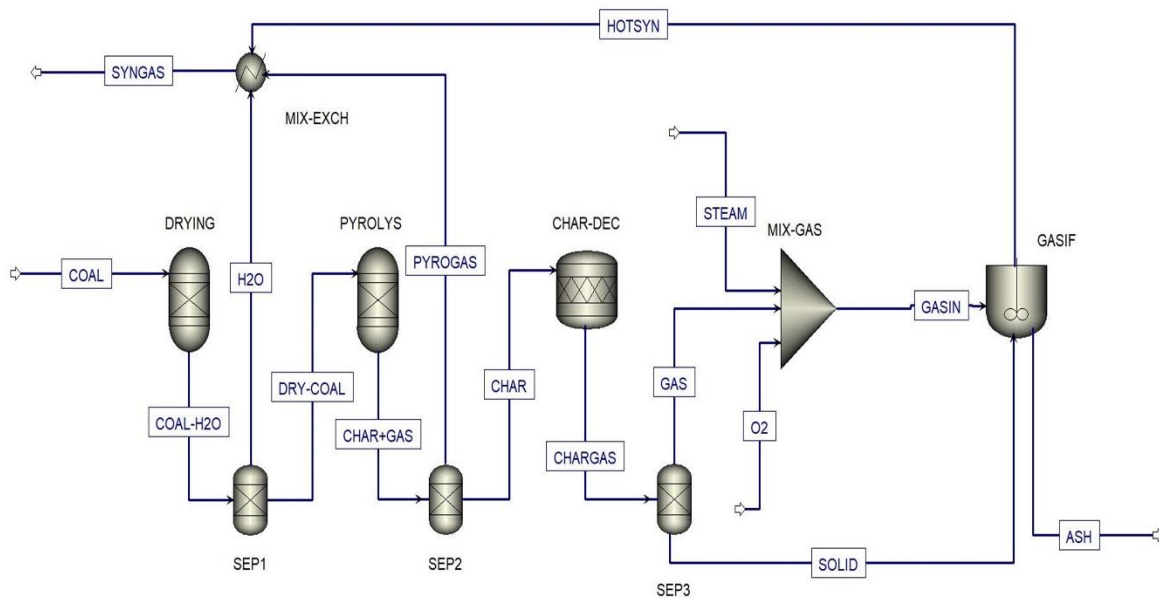 HOTSYN
SYNGAS
MIX-EXCH
STEAM
DRYING
PYROLYS
CHAR-DEC
MIX-GAS
GASIF
COAL
H2O
PYROGAS
GASIN
DRY-COAL
CHAR
GAS
COAL-H2O
CHAR+GAS
O2
CHARGAS
SEP1
SEP2
SEP3
SOLID
ASH